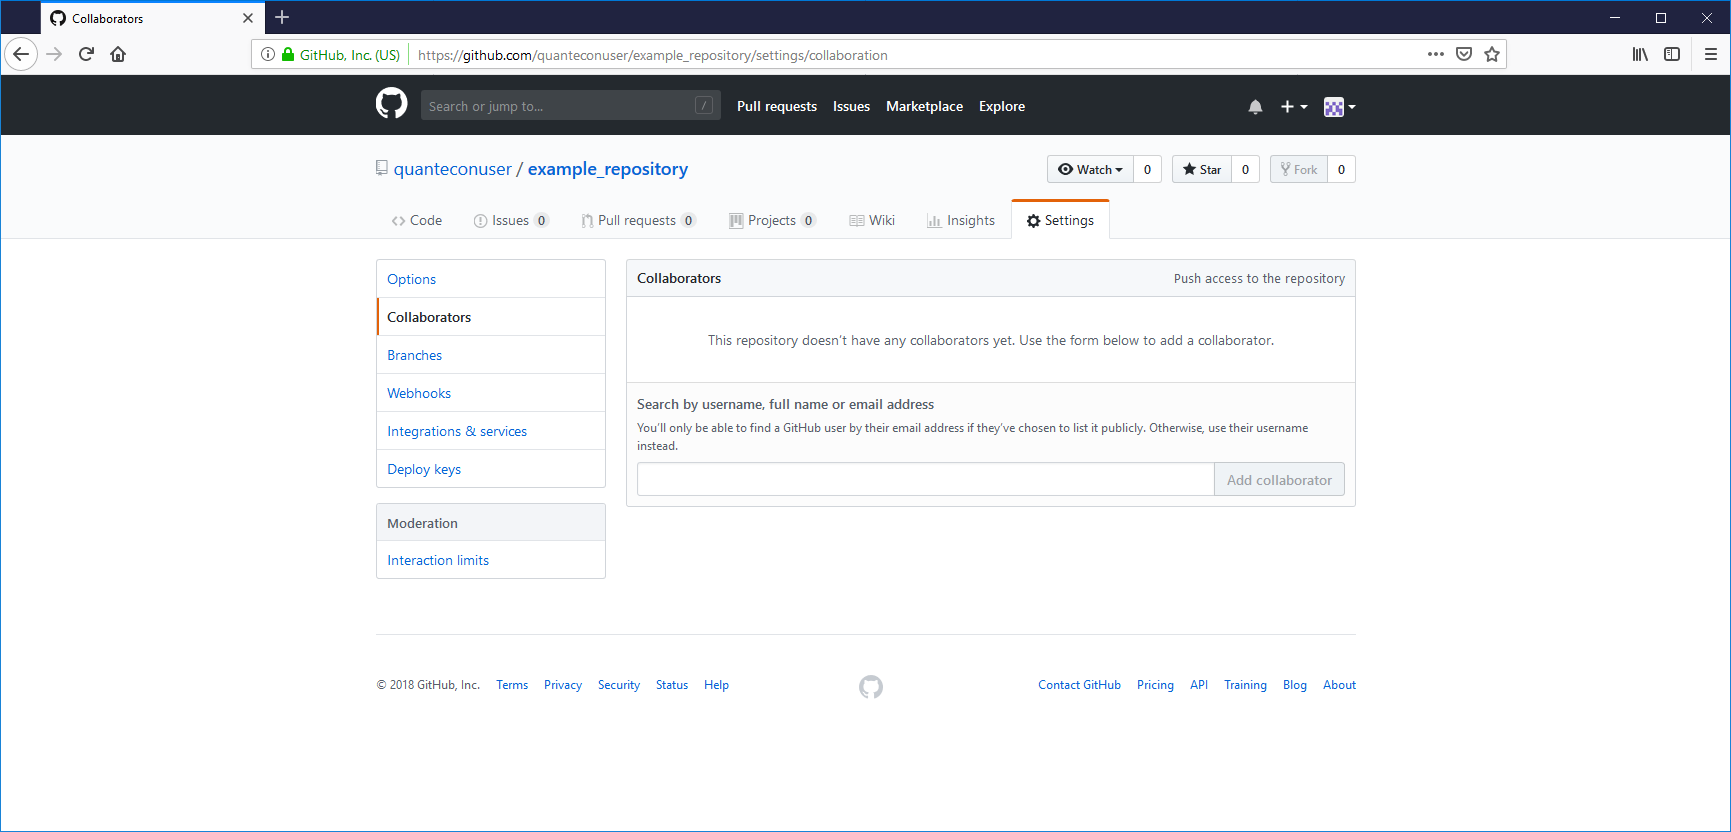 Collaborators
GitHub, Inc. (US) https://github.com/quanteconuser/example_repository/settings/collaboration
Search or jump to... / Pull requests Issues Marketplace Explore
quanteconuser / example_repository Watch 0 Star 0 Fork 0
Code Issues 0 Pull requests 0 Projects 0 Wiki Insights Settings
Options
Collaborators
Branches
Webhooks
Integrations & services
Deploy keys
Moderation
Interaction limits
Collaborators Push access to the repository
This repository doesn't have any collaborators yet. Use the form below to add a collaborator.
Search by username, full name or email address
You'll only be able to find a GitHub user by their email address if they've chosen to list it publicly. Otherwise, use their username
instead.
Add collaborator
© 2018 GitHub, Inc. Terms Privacy Security Status Help Contact GitHub Pricing API Training Blog About